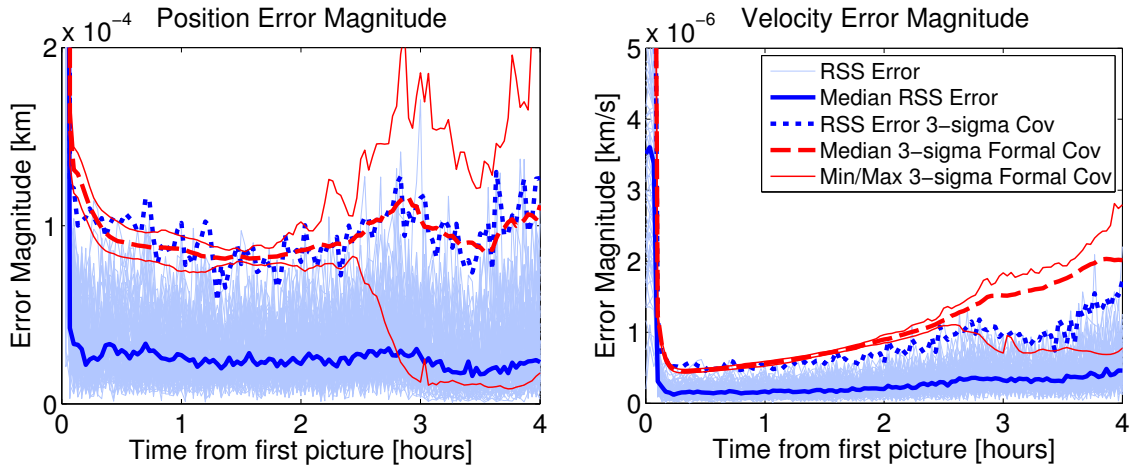 Position Error Magnitude
x 10⁻⁴
2
1
0
Error Magnitude [km]
0 1 2 3 4
Time from first picture [hours]
Velocity Error Magnitude
x 10⁻⁶
5
4
3
2
1
0
Error Magnitude [km/s]
RSS Error
Median RSS Error
RSS Error 3−sigma Cov
Median 3−sigma Formal Cov
Min/Max 3−sigma Formal Cov
0 1 2 3 4
Time from first picture [hours]